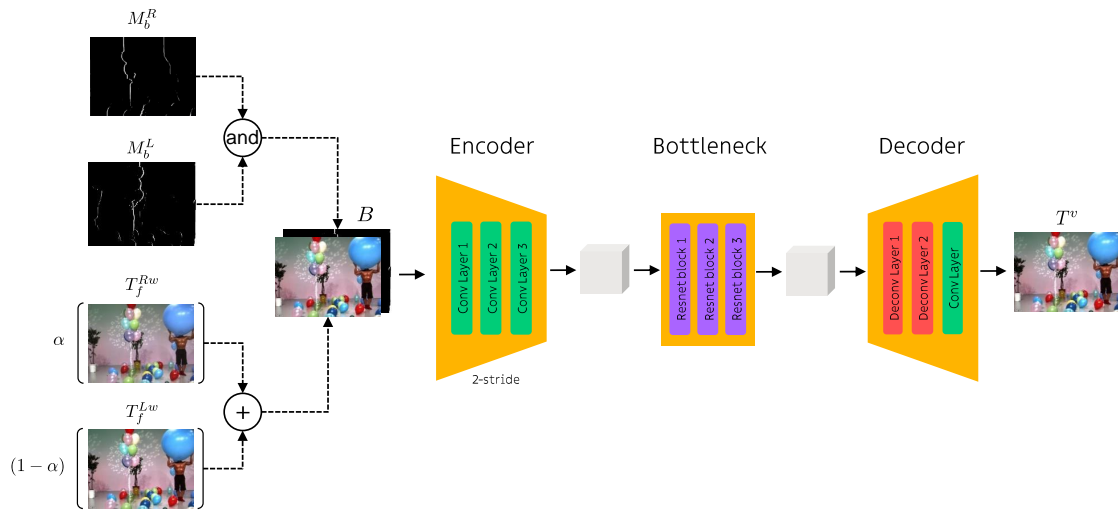 M_b^R
and
M_b^L
B
T_f^{Rw}
α
+
T_f^{Lw}
(1 − α)
Encoder
Conv Layer 1
Conv Layer 2
Conv Layer 3
2-stride
Bottleneck
Resnet block 1
Resnet block 2
Resnet block 3
Decoder
Deconv Layer 1
Deconv Layer 2
Conv Layer
T^v